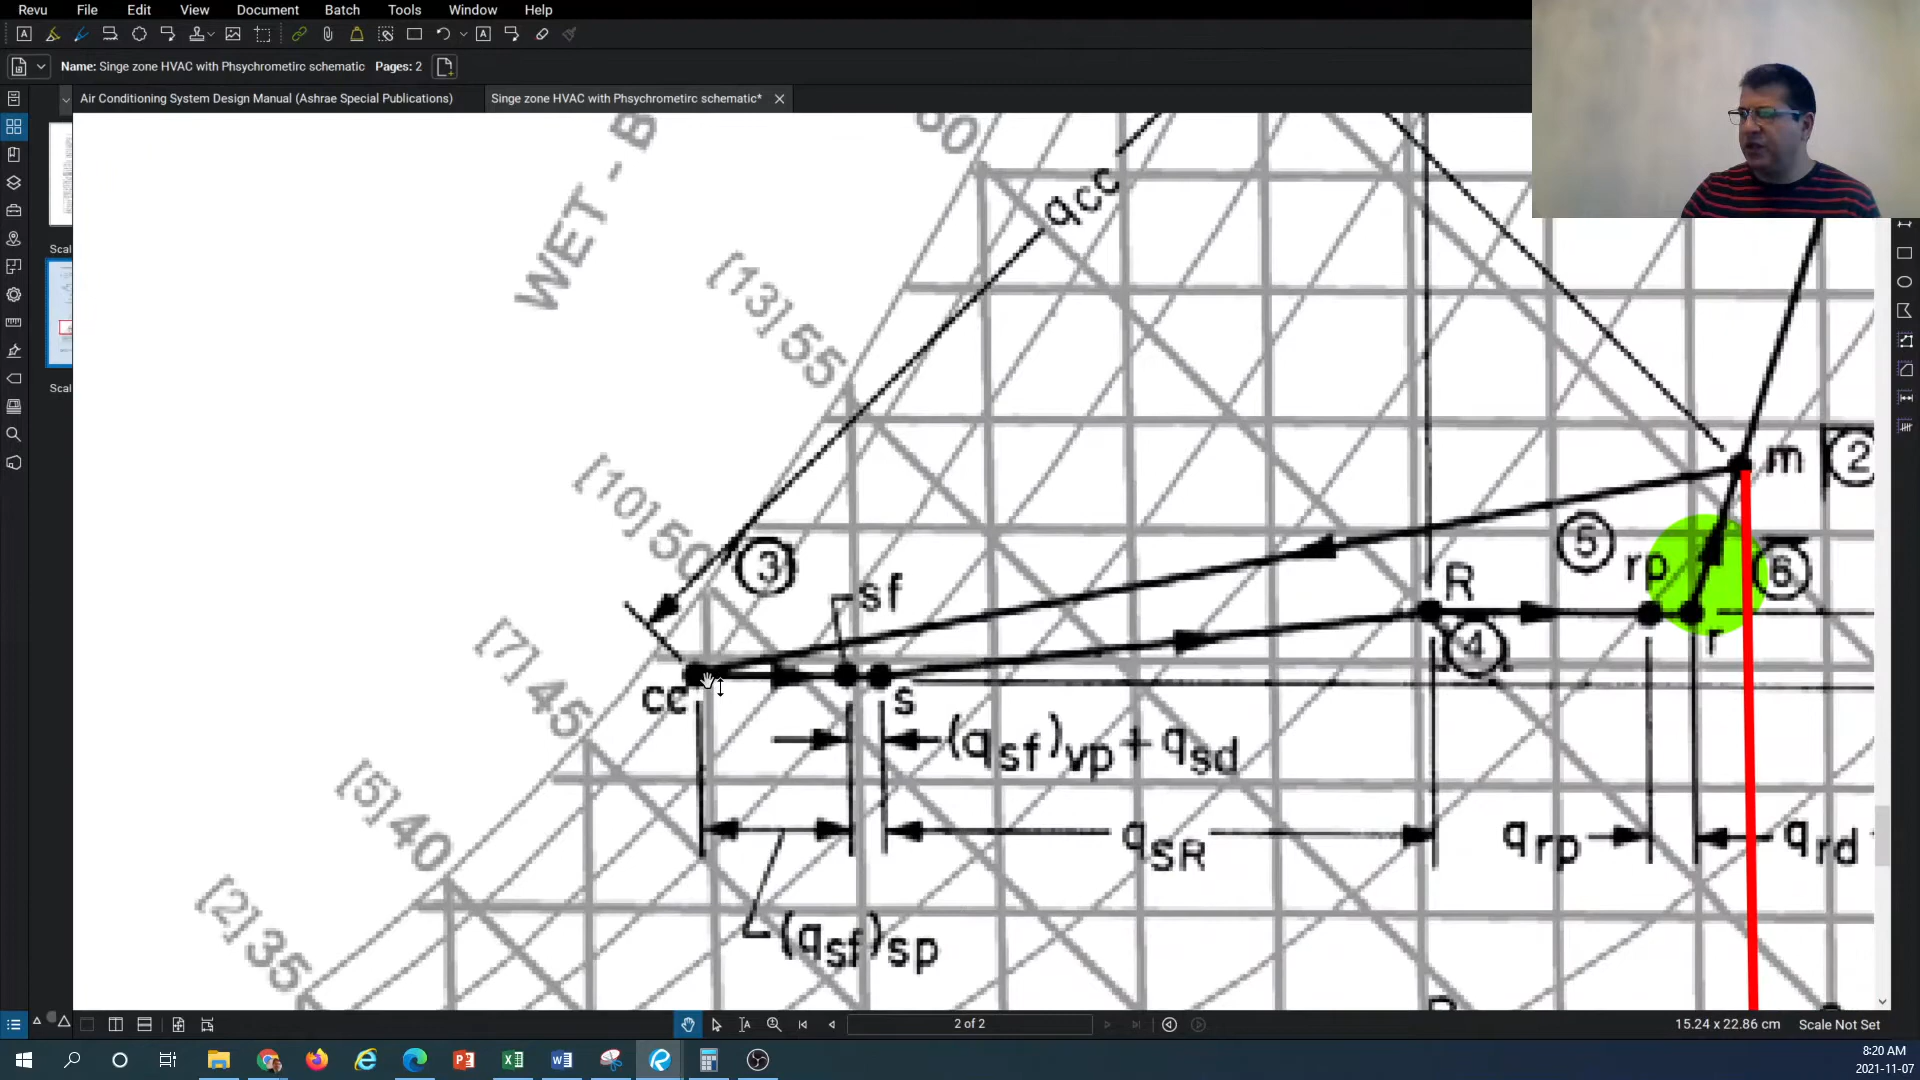 Revu File Edit View Document Batch Tools Window Help
Name: Singe zone HVAC with Phsychrometirc schematic Pages: 2
Air Conditioning System Design Manual (Ashrae Special Publications) Singe zone HVAC with Phsychrometirc schematic*
Scal
Scal
WET - B
60
qcc
[13] 55
[10] 50
[7] 45
[5] 40
[2] 35
m 2
3
5
rp
6
sf
R
r
4
cc
s
(qsf)vp + qsd
qsR
qrp
qrd
(qsf)sp
2 of 2
15.24 x 22.86 cm Scale Not Set
8:20 AM
2021-11-07